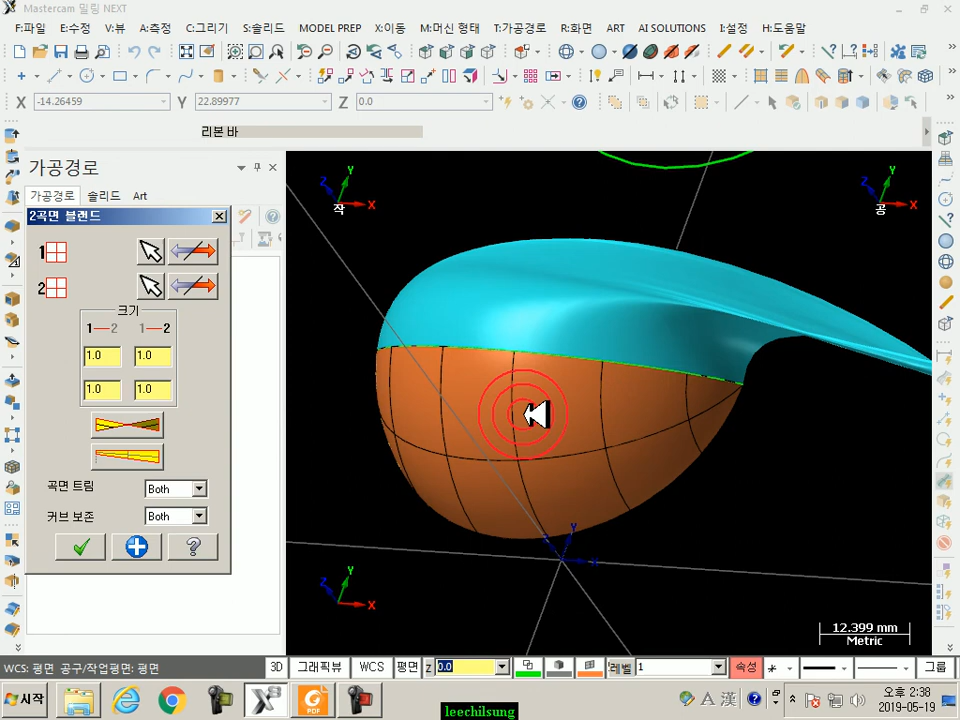 Mastercam 밀링 NEXT
F:파일 E:수정 V:뷰 A:측정 C:그리기 S:솔리드 MODEL PREP X:이동 M:머신 형태 T:가공경로 R:화면 ART AI SOLUTIONS I:설정 H:도움말
X -14.26459 Y 22.89977 Z 0.0
리본 바
가공경로
가공경로 솔리드 Art
2곡면 블렌드
1
2
크기
1—2 1—2
1.0 1.0
1.0 1.0
곡면 트림 Both
커브 보존 Both
Z Y X 작
Z Y X 공
Y X
Z Y X
12.399 mm
Metric
WCS: 평면 공구/작업평면: 평면 3D 그래픽뷰 WCS 평면 Z 0.0 레벨 1 속성 그룹
시작 PDF A 漢 오후 2:38
2019-05-19
leechilsung